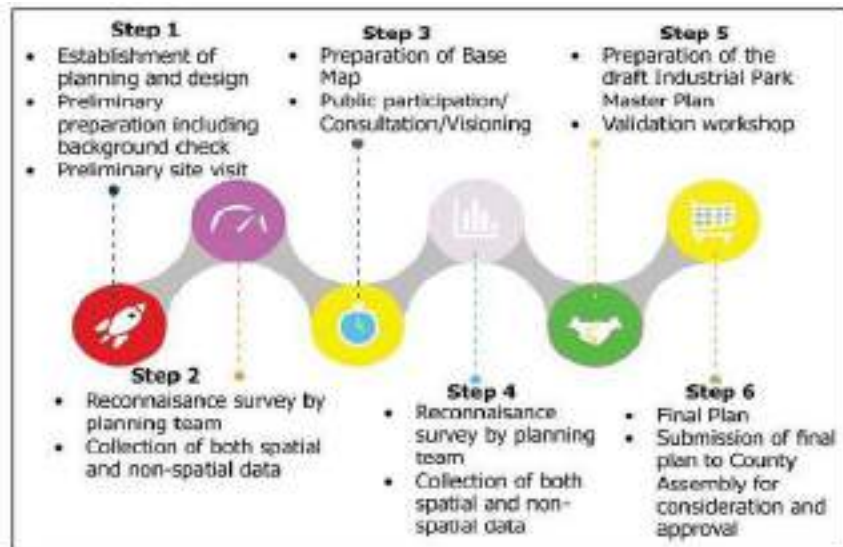 Step 1
• Establishment of
planning and design
• Preliminary
preparation including
background check
• Preliminary site visit
Step 3
• Preparation of Base
Map
• Public participation/
Consultation/Visioning
Step 5
• Preparation of the
draft Industrial Park
Master Plan
• Validation workshop
Step 2
• Reconnaisance survey by
planning team
• Collection of both spatial
and non-spatial data
Step 4
• Reconnaisance
survey by planning
team
• Collection of both
spatial and non-
spatial data
Step 6
• Final Plan
• Submission of final
plan to County
Assembly for
consideration and
approval